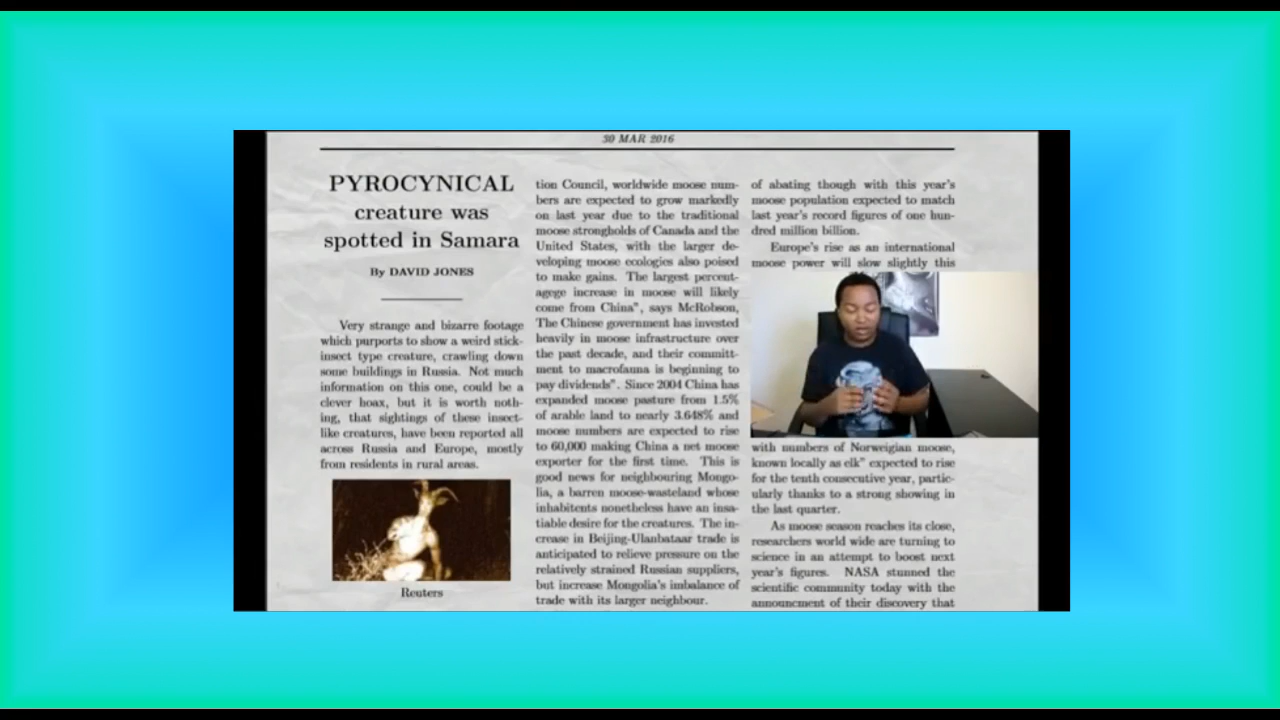 30 MAR 2016
PYROCYNICAL
creature was
spotted in Samara
By DAVID JONES
Very strange and bizarre footage
which purports to show a weird stick-
insect type creature, crawling down
some buildings in Russia. Not much
information on this one, could be a
clever hoax, but it is worth noth-
ing, that sightings of these insect-
like creatures, have been reported all
across Russia and Europe, mostly
from residents in rural areas.
Reuters
tion Council, worldwide moose num-
bers are expected to grow markedly
on last year due to the traditional
moose strongholds of Canada and the
United States, with the larger de-
veloping moose ecologies also poised
to make gains. The largest percent-
agege increase in moose will likely
come from China", says McRobson,
The Chinese government has invested
heavily in moose infrastructure over
the past decade, and their committ-
ment to macrofauna is beginning to
pay dividends". Since 2004 China has
expanded moose pasture from 1.5%
of arable land to nearly 3.648% and
moose numbers are expected to rise
to 60,000 making China a net moose
exporter for the first time. This is
good news for neighbouring Mongo-
lia, a barren moose-wasteland whose
inhabitents nonetheless have an insa-
tiable desire for the creatures. The in-
crease in Beijing-Ulanbataar trade is
anticipated to relieve pressure on the
relatively strained Russian suppliers,
but increase Mongolia's imbalance of
trade with its larger neighbour.
of abating though with this year's
moose population expected to match
last year's record figures of one hun-
dred million billion.
Europe's rise as an international
moose power will slow slightly this
with numbers of Norwegian moose,
known locally as elk" expected to rise
for the tenth consecutive year, partic-
ularly thanks to a strong showing in
the last quarter.
As moose season reaches its close,
researchers world wide are turning to
science in an attempt to boost next
year's figures. NASA stunned the
scientific community today with the
announcment of their discovery that